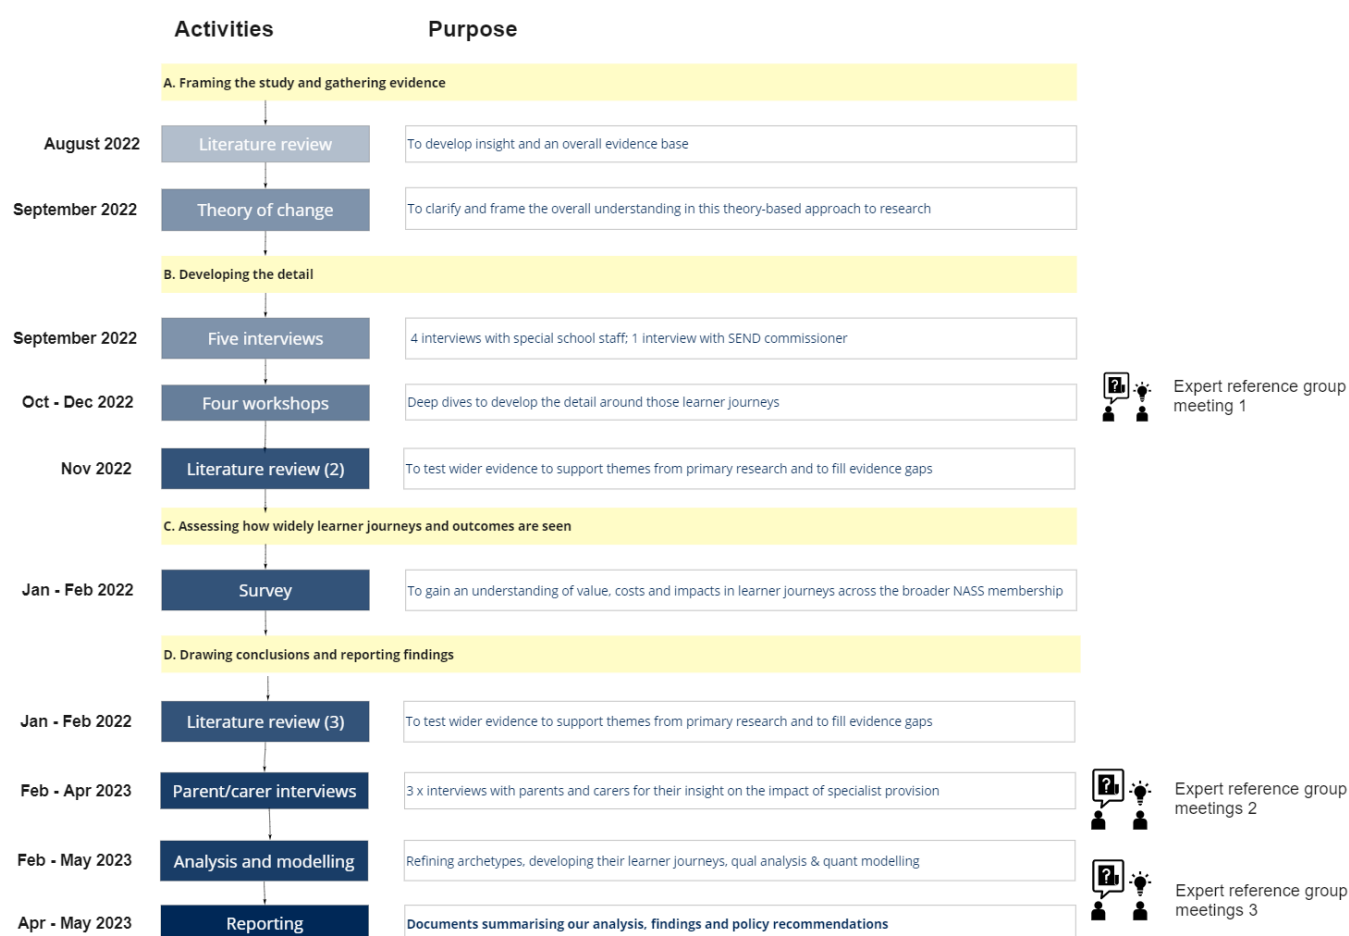 Activities Purpose
A. Framing the study and gathering evidence
August 2022 Literature review To develop insight and an overall evidence base
September 2022 Theory of change To clarify and frame the overall understanding in this theory-based approach to research
B. Developing the detail
September 2022 Five interviews 4 interviews with special school staff; 1 interview with SEND commissioner
Oct - Dec 2022 Four workshops Deep dives to develop the detail around those learner journeys
Expert reference group
meeting 1
Nov 2022 Literature review (2) To test wider evidence to support themes from primary research and to fill evidence gaps
C. Assessing how widely learner journeys and outcomes are seen
Jan - Feb 2022 Survey To gain an understanding of value, costs and impacts in learner journeys across the broader NASS membership
D. Drawing conclusions and reporting findings
Jan - Feb 2022 Literature review (3) To test wider evidence to support themes from primary research and to fill evidence gaps
Feb - Apr 2023 Parent/carer interviews 3 x interviews with parents and carers for their insight on the impact of specialist provision
Expert reference group
meetings 2
Feb - May 2023 Analysis and modelling Refining archetypes, developing their learner journeys, qual analysis & quant modelling
Expert reference group
meetings 3
Apr - May 2023 Reporting Documents summarising our analysis, findings and policy recommendations